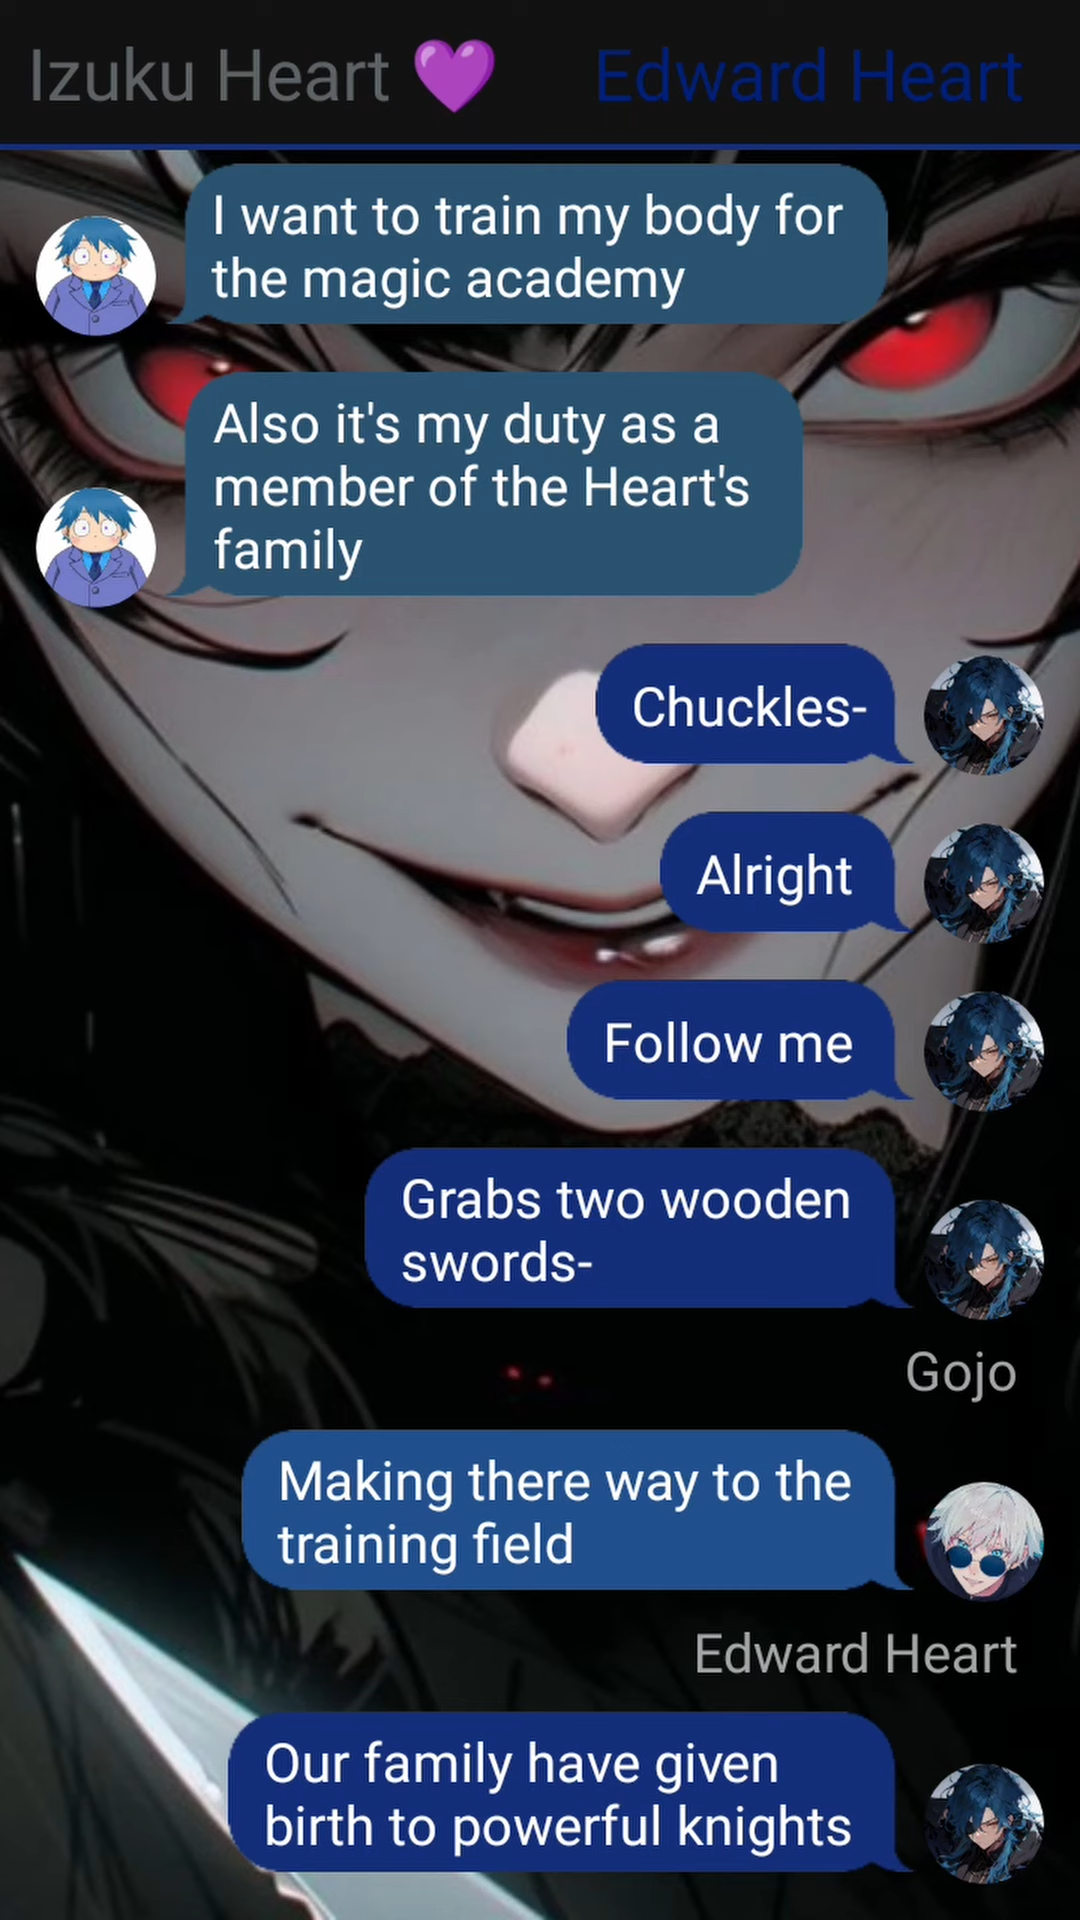 Izuku Heart 💜 Edward Heart
I want to train my body for
the magic academy
Also it's my duty as a
member of the Heart's
family
Chuckles-
Alright
Follow me
Grabs two wooden
swords-
Gojo
Making there way to the
training field
Edward Heart
Our family have given
birth to powerful knights